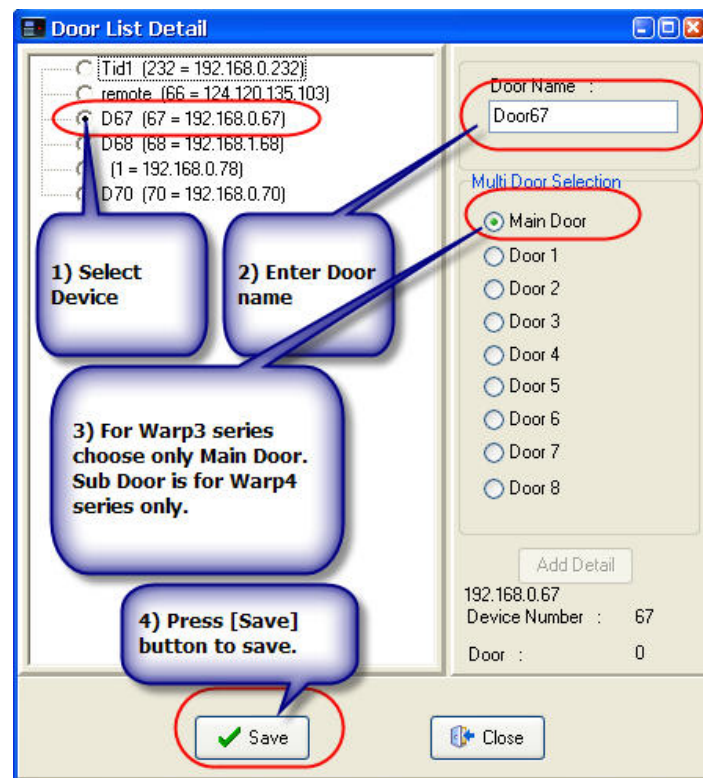 Door List Detail
Tid1 (232 = 192.168.0.232)
remote (66 = 124.120.135.103)
D67 (67 = 192.168.0.67)
D68 (68 = 192.168.1.68)
(1 = 192.168.0.78)
D70 (70 = 192.168.0.70)
1) Select
Device
2) Enter Door
name
3) For Warp3 series
choose only Main Door.
Sub Door is for Warp4
series only.
4) Press [Save]
button to save.
Door Name :
Door67
Multi Door Selection
Main Door
Door 1
Door 2
Door 3
Door 4
Door 5
Door 6
Door 7
Door 8
Add Detail
192.168.0.67
Device Number : 67
Door : 0
Save
Close